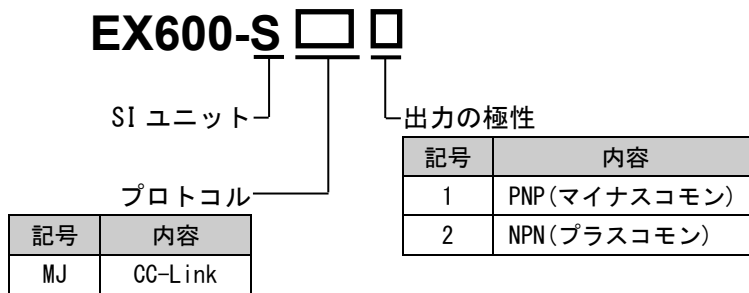 EX600-S□□
SI ユニット
出力の極性
記号 内容
1 PNP(マイナスコモン)
2 NPN(プラスコモン)
プロトコル
記号 内容
MJ CC-Link